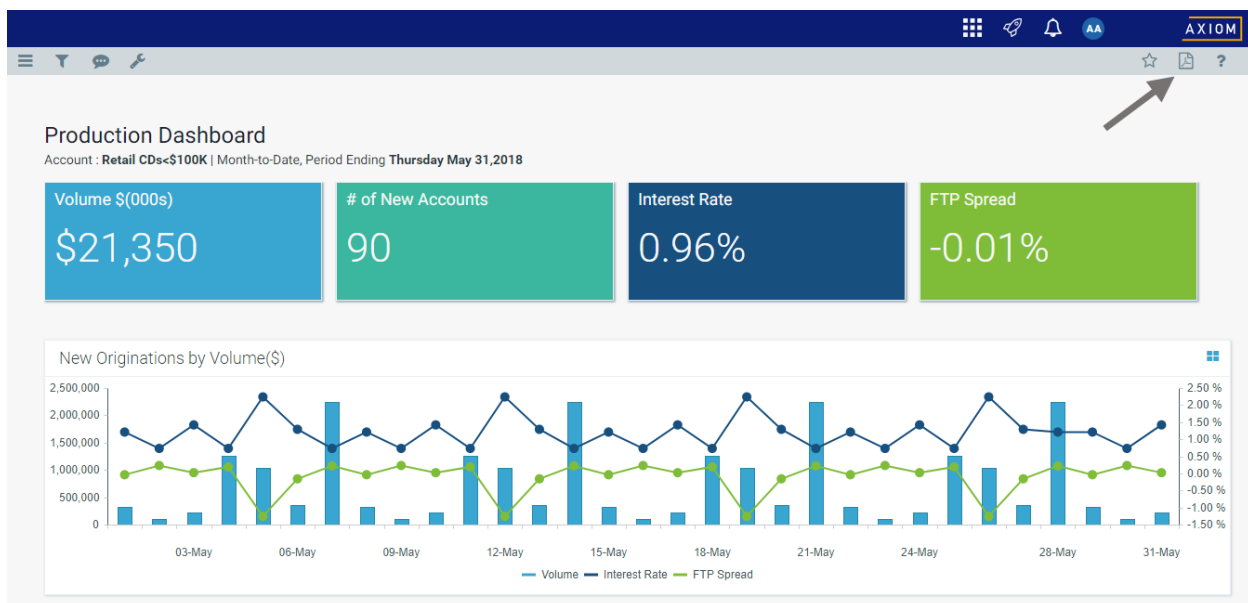 AA
AXIOM
?
Production Dashboard
Account : Retail CDs<$100K | Month-to-Date, Period Ending Thursday May 31,2018
Volume $(000s)
$21,350
# of New Accounts
90
Interest Rate
0.96%
FTP Spread
-0.01%
New Originations by Volume($)
2,500,000
2,000,000
1,500,000
1,000,000
500,000
0
2.50 %
2.00 %
1.50 %
1.00 %
0.50 %
0.00 %
-0.50 %
-1.00 %
-1.50 %
03-May 06-May 09-May 12-May 15-May 18-May 21-May 24-May 28-May 31-May
Volume Interest Rate FTP Spread